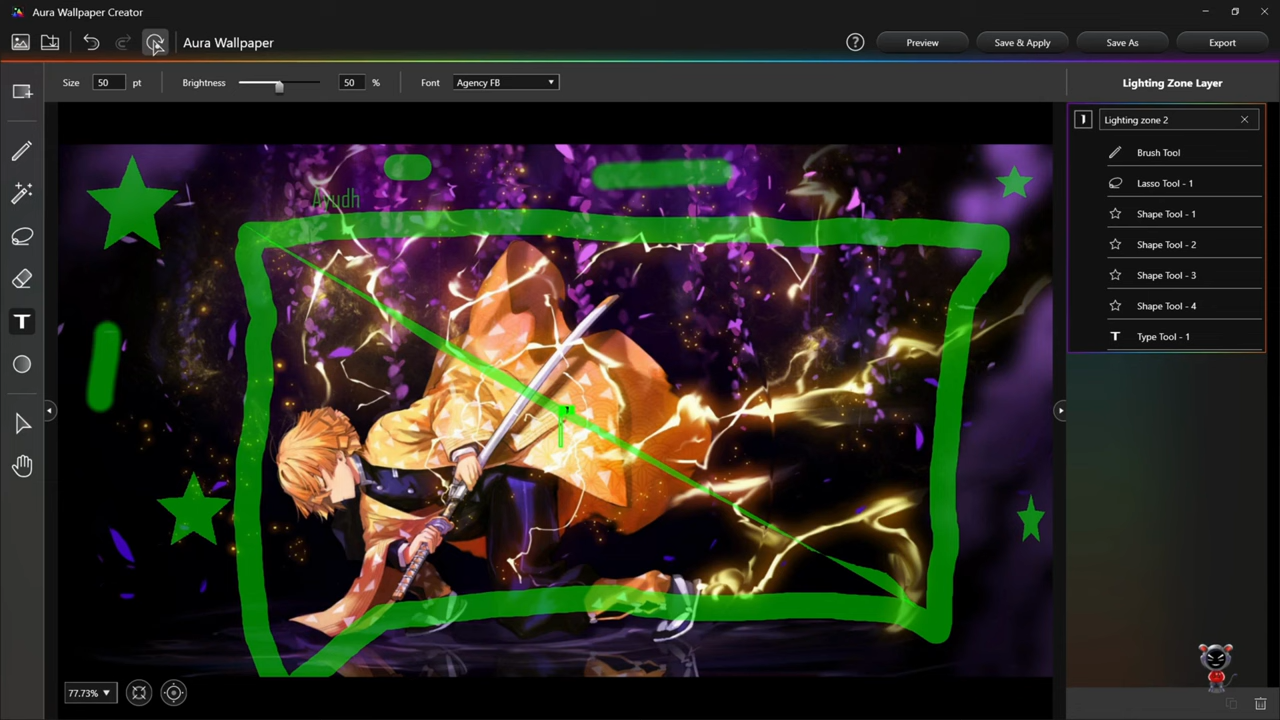 Aura Wallpaper Creator
Aura Wallpaper
Preview
Save & Apply
Save As
Export
Size 50 pt Brightness 50 % Font Agency FB
Lighting Zone Layer
Lighting zone 2
Brush Tool
Lasso Tool - 1
Shape Tool - 1
Shape Tool - 2
Shape Tool - 3
Shape Tool - 4
Type Tool - 1
Ayudh
77.73%